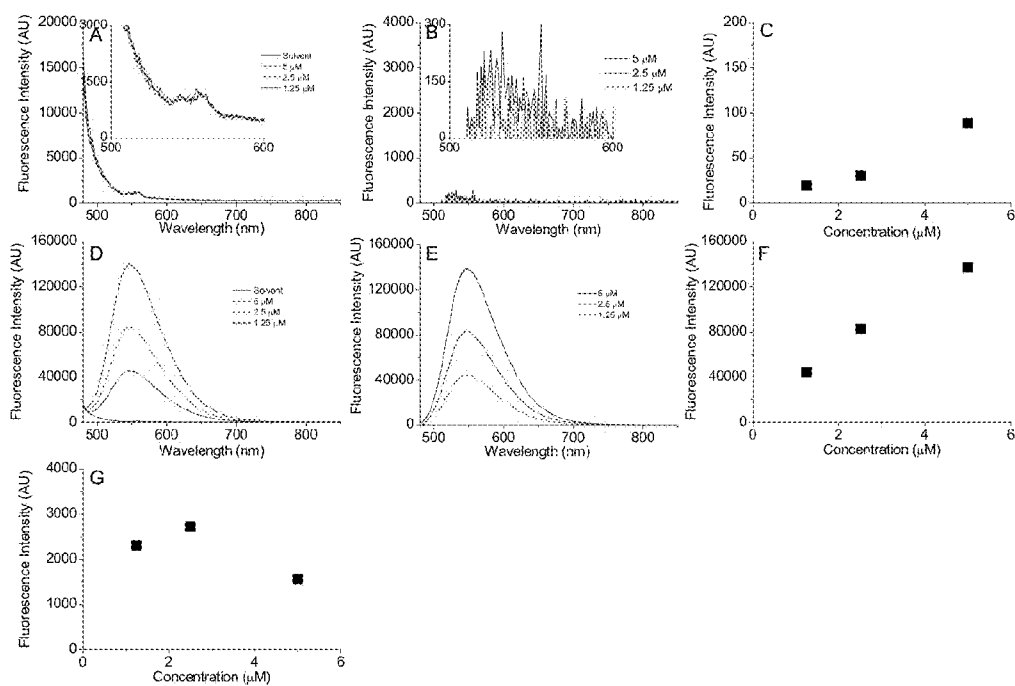 A
Fluorescence Intensity (AU)
20000
15000
10000
5000
0
3000
500
500
600
Solvent
5 μM
2.5 μM
1.25 μM
500
600
700
800
Wavelength (nm)
B
Fluorescence Intensity (AU)
4000
3000
2000
1000
0
300
150
0
500
600
5 μM
2.5 μM
1.25 μM
500
600
700
800
Wavelength (nm)
C
Fluorescence Intensity (AU)
200
150
100
50
0
0
2
4
6
Concentration (μM)
D
Fluorescence Intensity (AU)
160000
120000
80000
40000
0
Solvent
5 μM
2.5 μM
1.25 μM
500
600
700
800
Wavelength (nm)
E
Fluorescence Intensity (AU)
160000
120000
80000
40000
0
5 μM
2.5 μM
1.25 μM
500
600
700
800
Wavelength (nm)
F
Fluorescence Intensity (AU)
160000
120000
80000
40000
0
0
2
4
6
Concentration (μM)
G
Fluorescence Intensity (AU)
4000
3000
2000
1000
0
0
2
4
6
Concentration (μM)